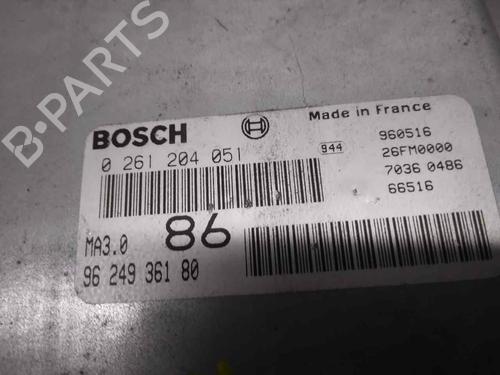 BOSCH
Made in France
0 261 204 051
944
960516
26FM0000
7036 0486
66516
MA3.0
86
96 249 361 80
B-PARTS